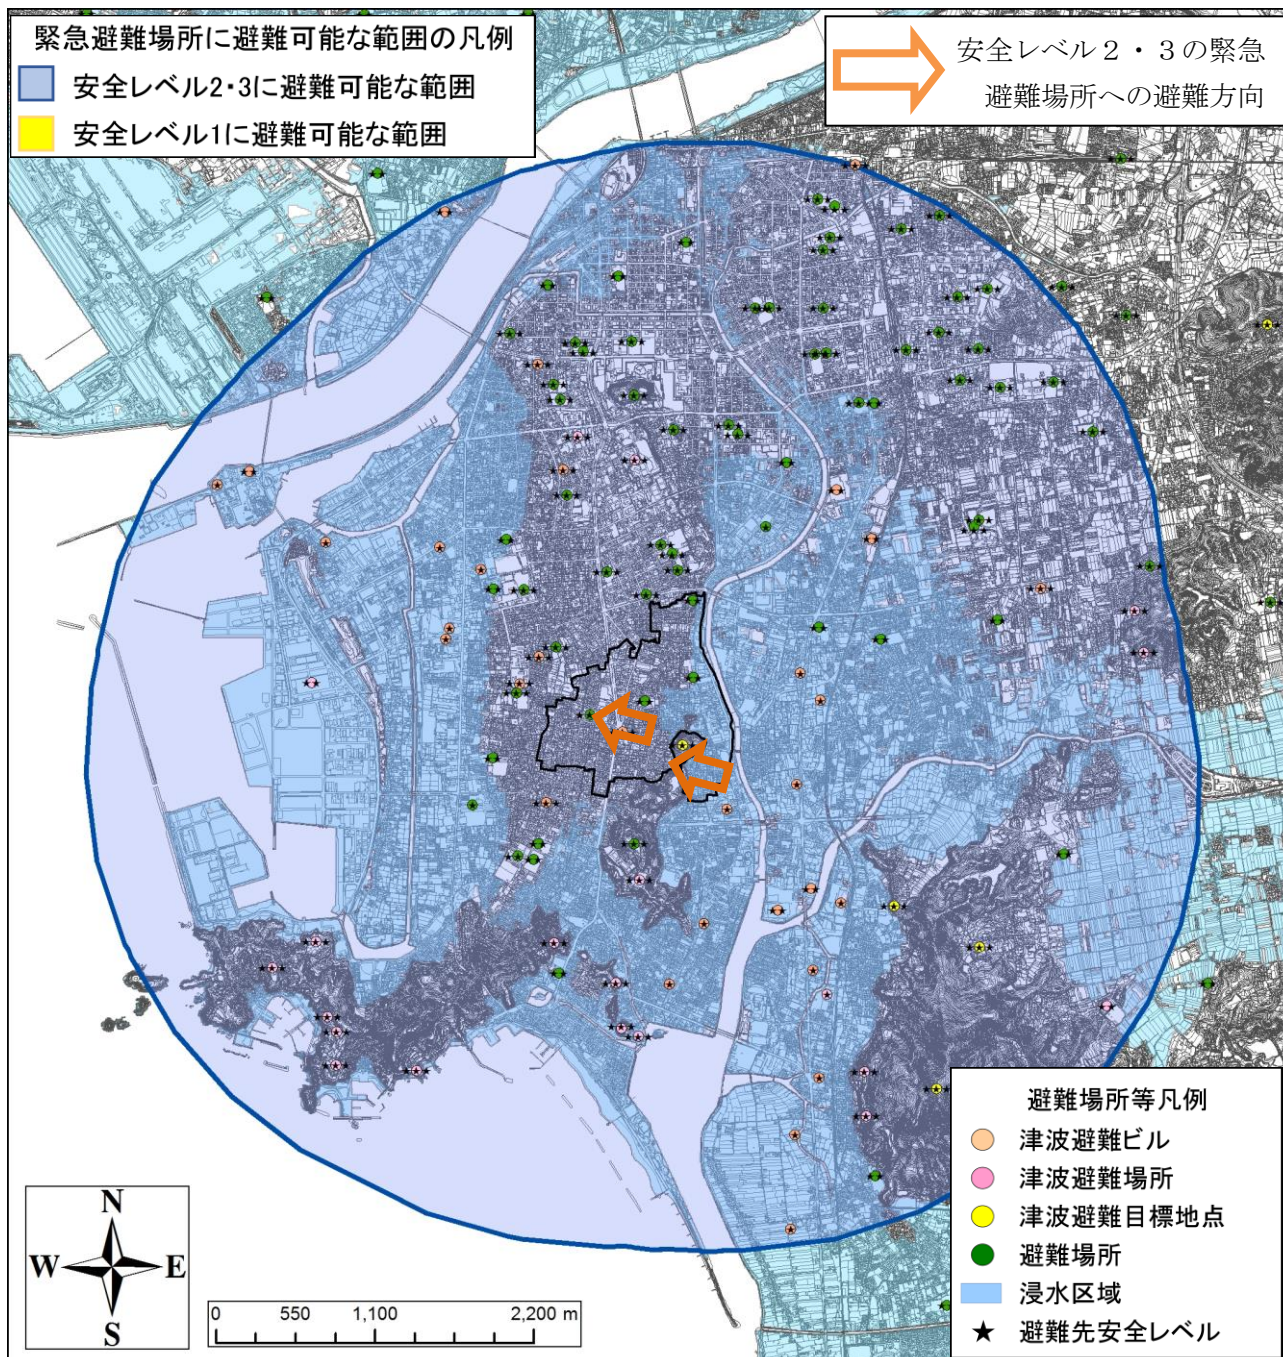 緊急避難場所に避難可能な範囲の凡例
安全レベル2・3に避難可能な範囲
安全レベル1に避難可能な範囲
安全レベル２・３の緊急
避難場所への避難方向
避難場所等凡例
津波避難ビル
津波避難場所
津波避難目標地点
避難場所
浸水区域
★ 避難先安全レベル
N
W E
S
0 550 1,100 2,200 m